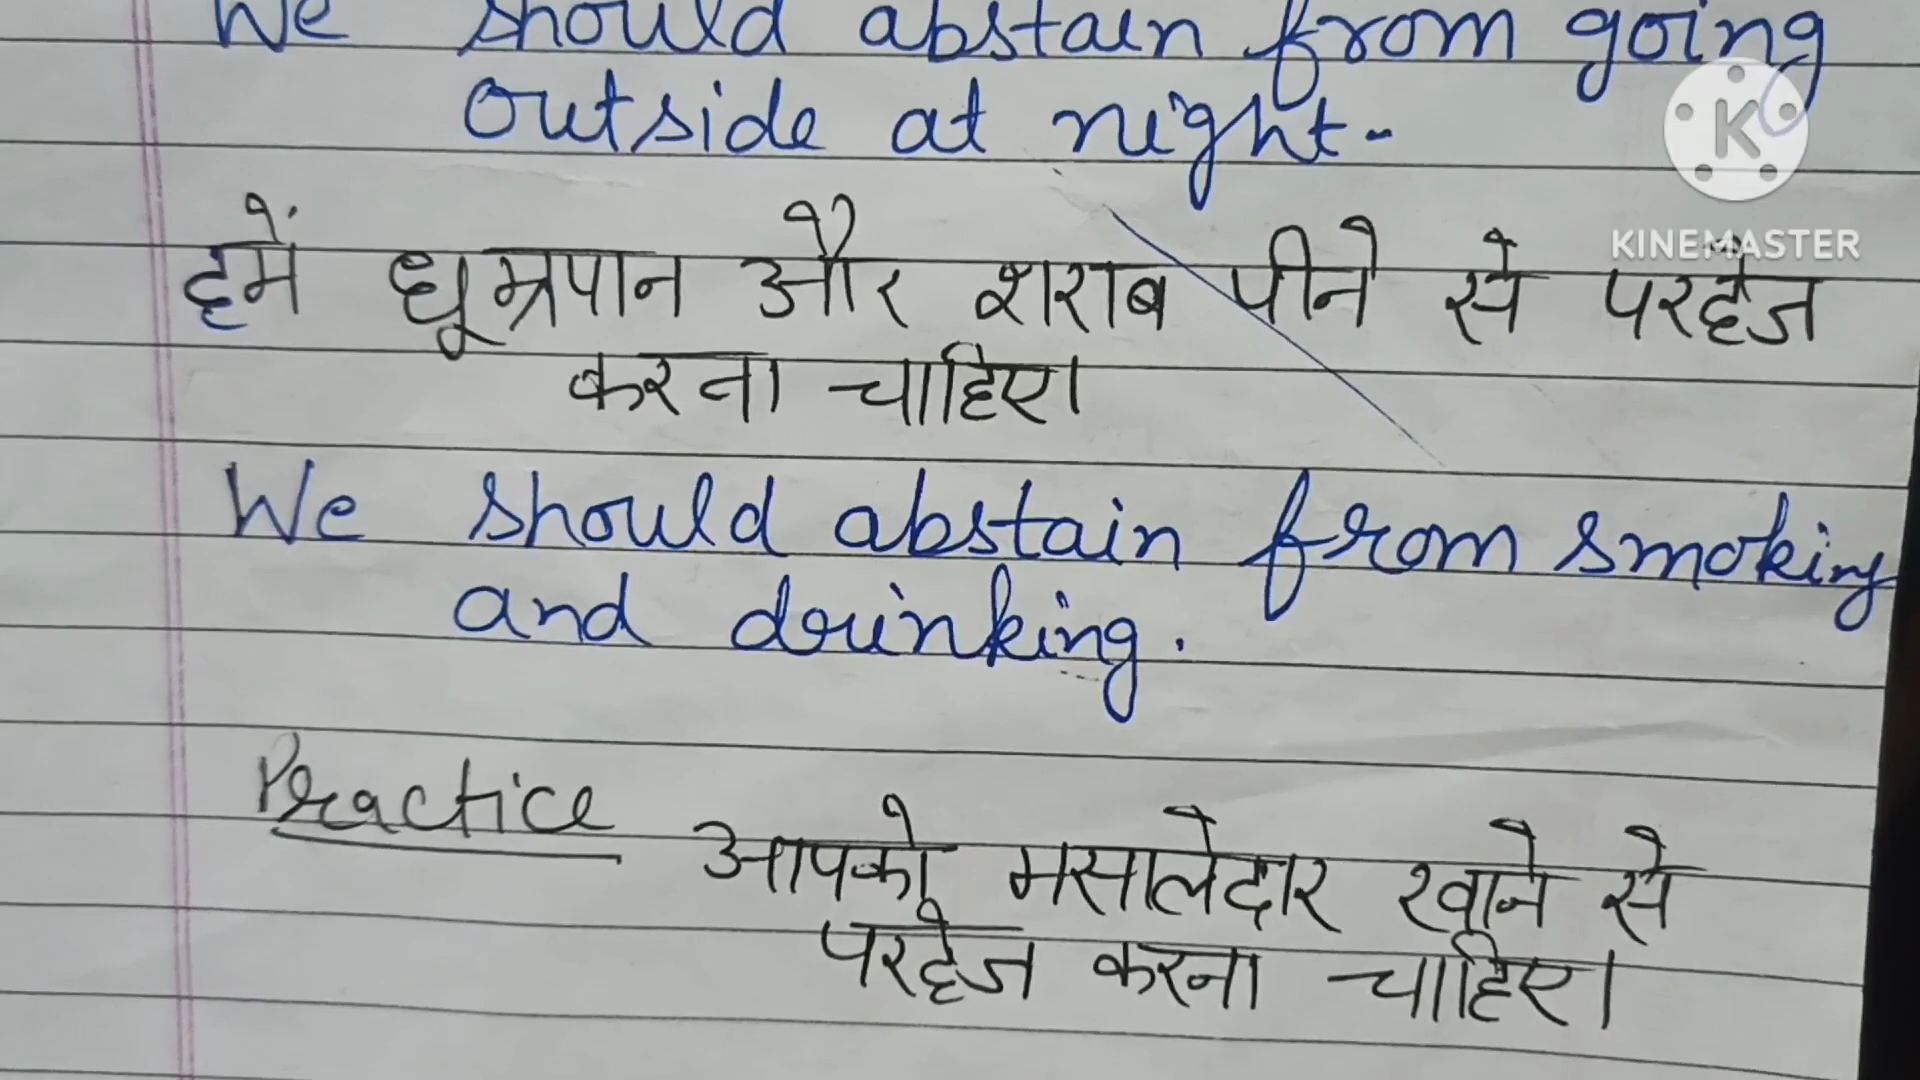 We should abstain from going
outside at night.
K
KINEMASTER
हमें धूम्रपान और शराब पीने से परहेज
करना चाहिए।
We should abstain from smoking
and drinking.
Practice आपको मसालेदार खाने से
परहेज करना चाहिए।